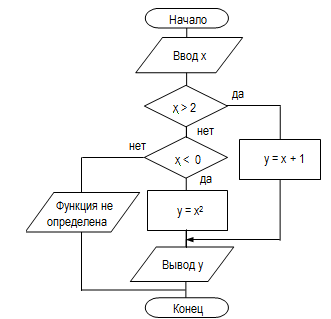 Начало
Ввод x
x > 2
да
нет
нет
x < 0
y = x + 1
да
Функция не
определена
y = x²
Вывод y
Конец